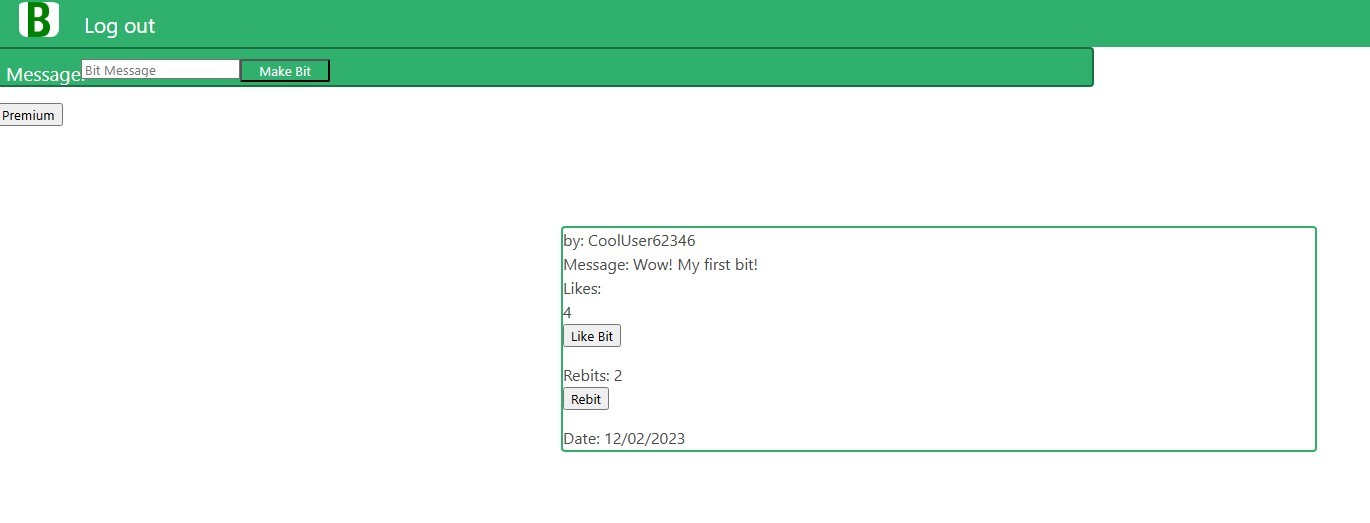 B Log out
Message: Bit Message Make Bit
Premium
by: CoolUser62346
Message: Wow! My first bit!
Likes:
4
Like Bit
Rebits: 2
Rebit
Date: 12/02/2023